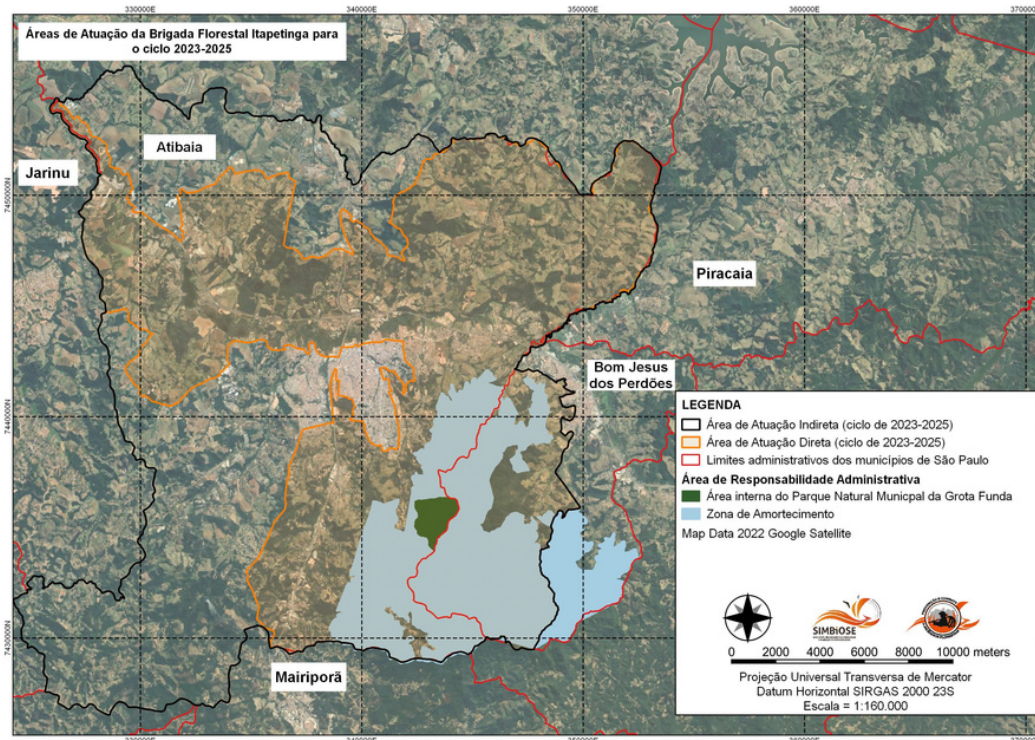 330000E 340000E 350000E 360000E 370000
Áreas de Atuação da Brigada Florestal Itapetinga para
o ciclo 2023-2025
Atibaia
Jarinu
7450000N
Piracaia
Bom Jesus
dos Perdões
7440000N
LEGENDA
Área de Atuação Indireta (ciclo de 2023-2025)
Área de Atuação Direta (ciclo de 2023-2025)
Limites administrativos dos municípios de São Paulo
Área de Responsabilidade Administrativa
Área interna do Parque Natural Municpal da Grota Funda
Zona de Amortecimento
Map Data 2022 Google Satellite
SIMBiOSE
7430000N
Mairiporã
0 2000 4000 6000 8000 10000 meters
Projeção Universal Transversa de Mercator
Datum Horizontal SIRGAS 2000 23S
Escala = 1:160.000